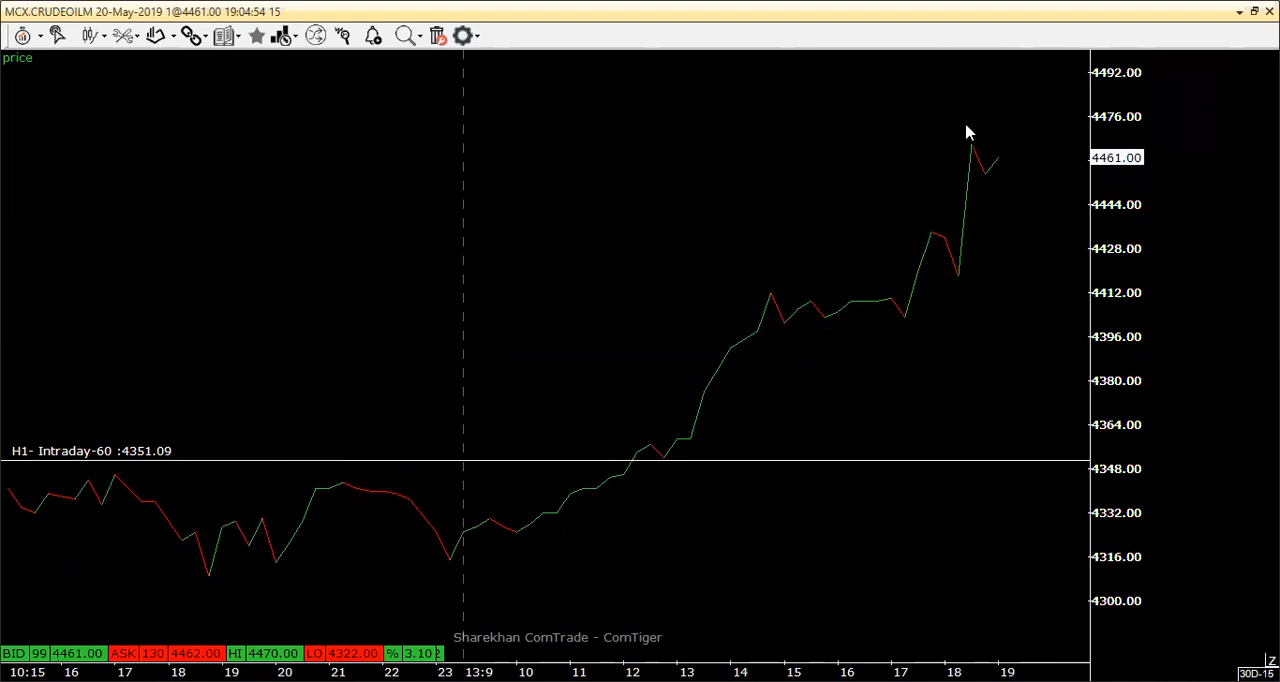 MCX.CRUDEOILM 20-May-2019 1@4461.00 19:04:54 15
price
4492.00
4476.00
4461.00
4444.00
4428.00
4412.00
4396.00
4380.00
4364.00
H1- Intraday-60 :4351.09
4348.00
4332.00
4316.00
4300.00
Sharekhan ComTrade - ComTiger
BID 99 4461.00 ASK 130 4462.00 HI 4470.00 LO 4322.00 % 3.10
10:15 16 17 18 19 20 21 22 23 13:9 10 11 12 13 14 15 16 17 18 19
Z
30D-15